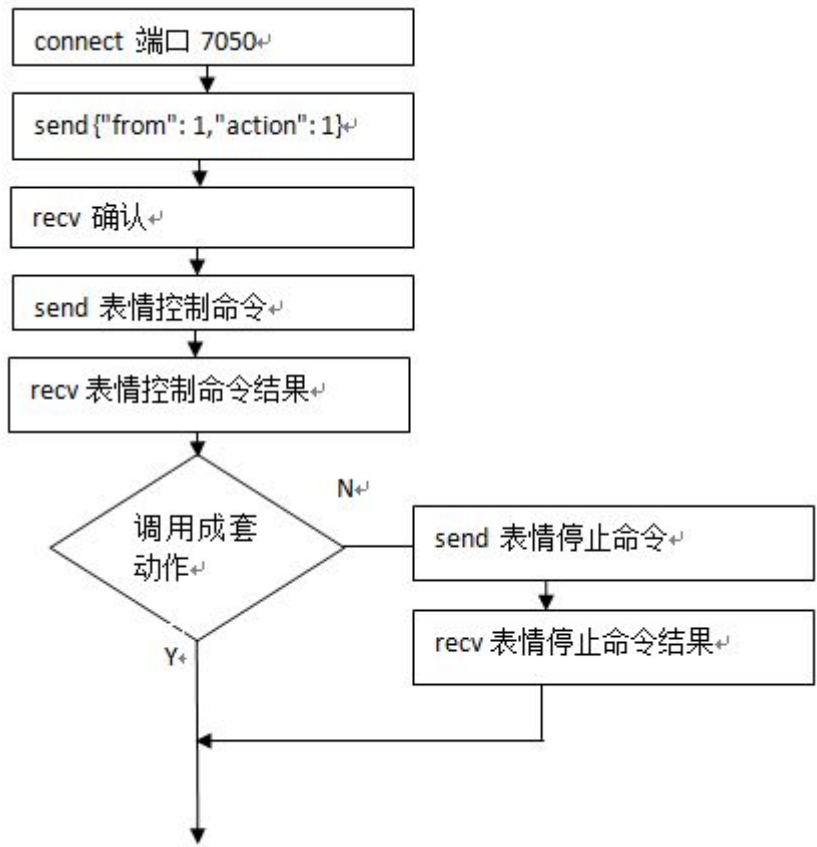 connect 端口 7050↵
send {"from": 1,"action": 1}↵
recv 确认↵
send 表情控制命令↵
recv 表情控制命令结果↵
调用成套
动作↵
N↵
send 表情停止命令↵
recv 表情停止命令结果↵
Y↵